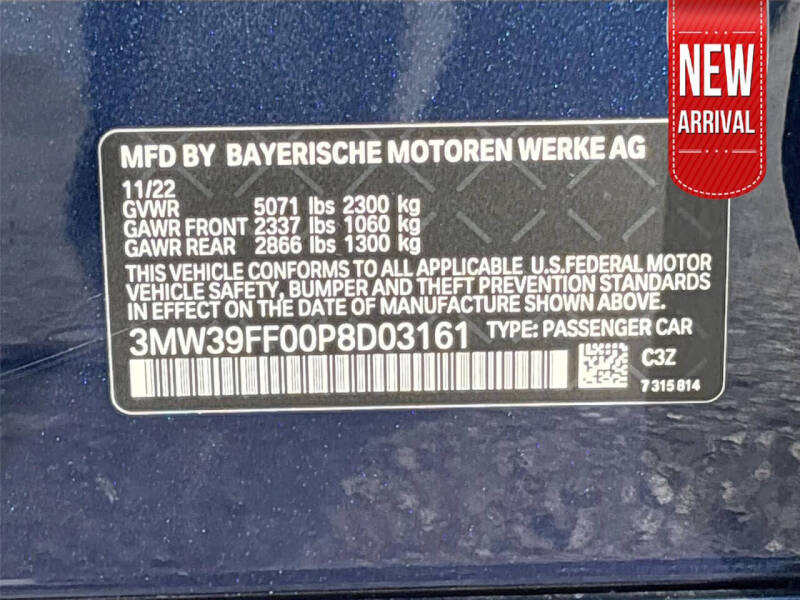 NEW
ARRIVAL
MFD BY BAYERISCHE MOTOREN WERKE AG
11/22
GVWR 5071 lbs 2300 kg
GAWR FRONT 2337 lbs 1060 kg
GAWR REAR 2866 lbs 1300 kg
THIS VEHICLE CONFORMS TO ALL APPLICABLE U.S.FEDERAL MOTOR
VEHICLE SAFETY, BUMPER AND THEFT PREVENTION STANDARDS
IN EFFECT ON THE DATE OF MANUFACTURE SHOWN ABOVE.
3MW39FF00P8D03161 TYPE: PASSENGER CAR
C3Z
7 315 814